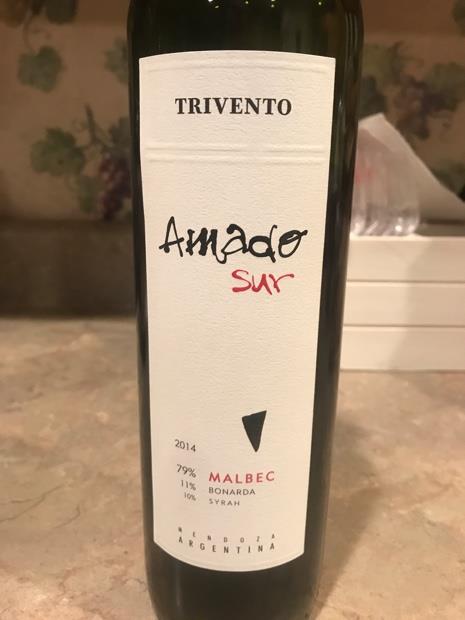 TRIVENTO
Amado
Sur
2014
79% MALBEC
11% BONARDA
10% SYRAH
MENDOZA
ARGENTINA